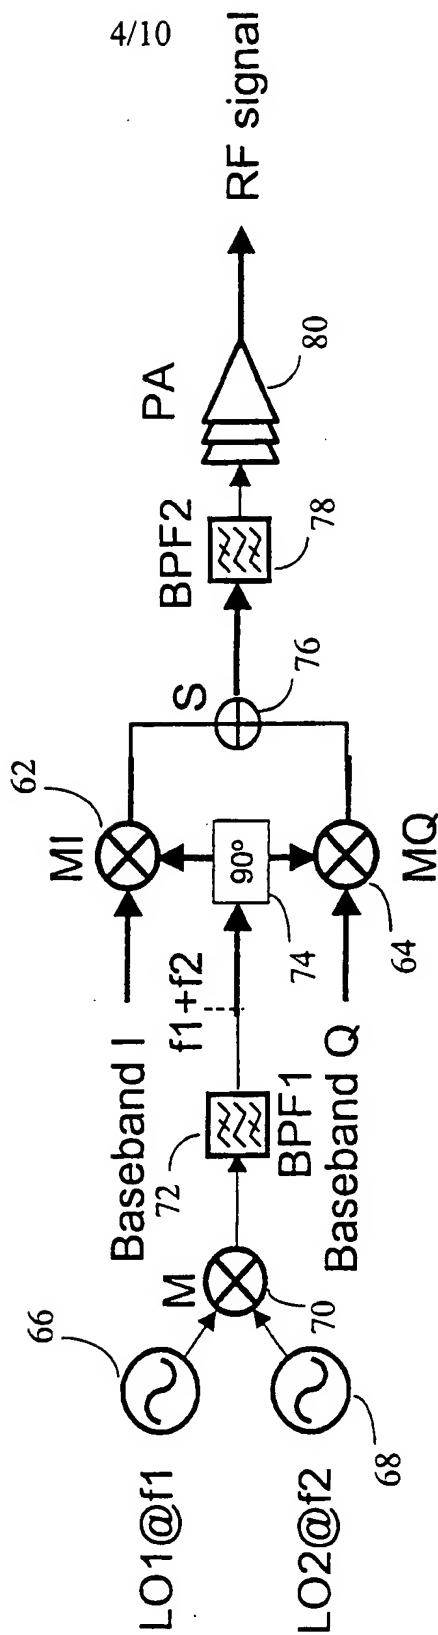 4/10
LO1@f1
66
LO2@f2
68
M
70
72
BPF1
f1+f2
Baseband I
Baseband Q
MI
62
90º
74
MQ
64
S
76
BPF2
78
PA
80
RF signal